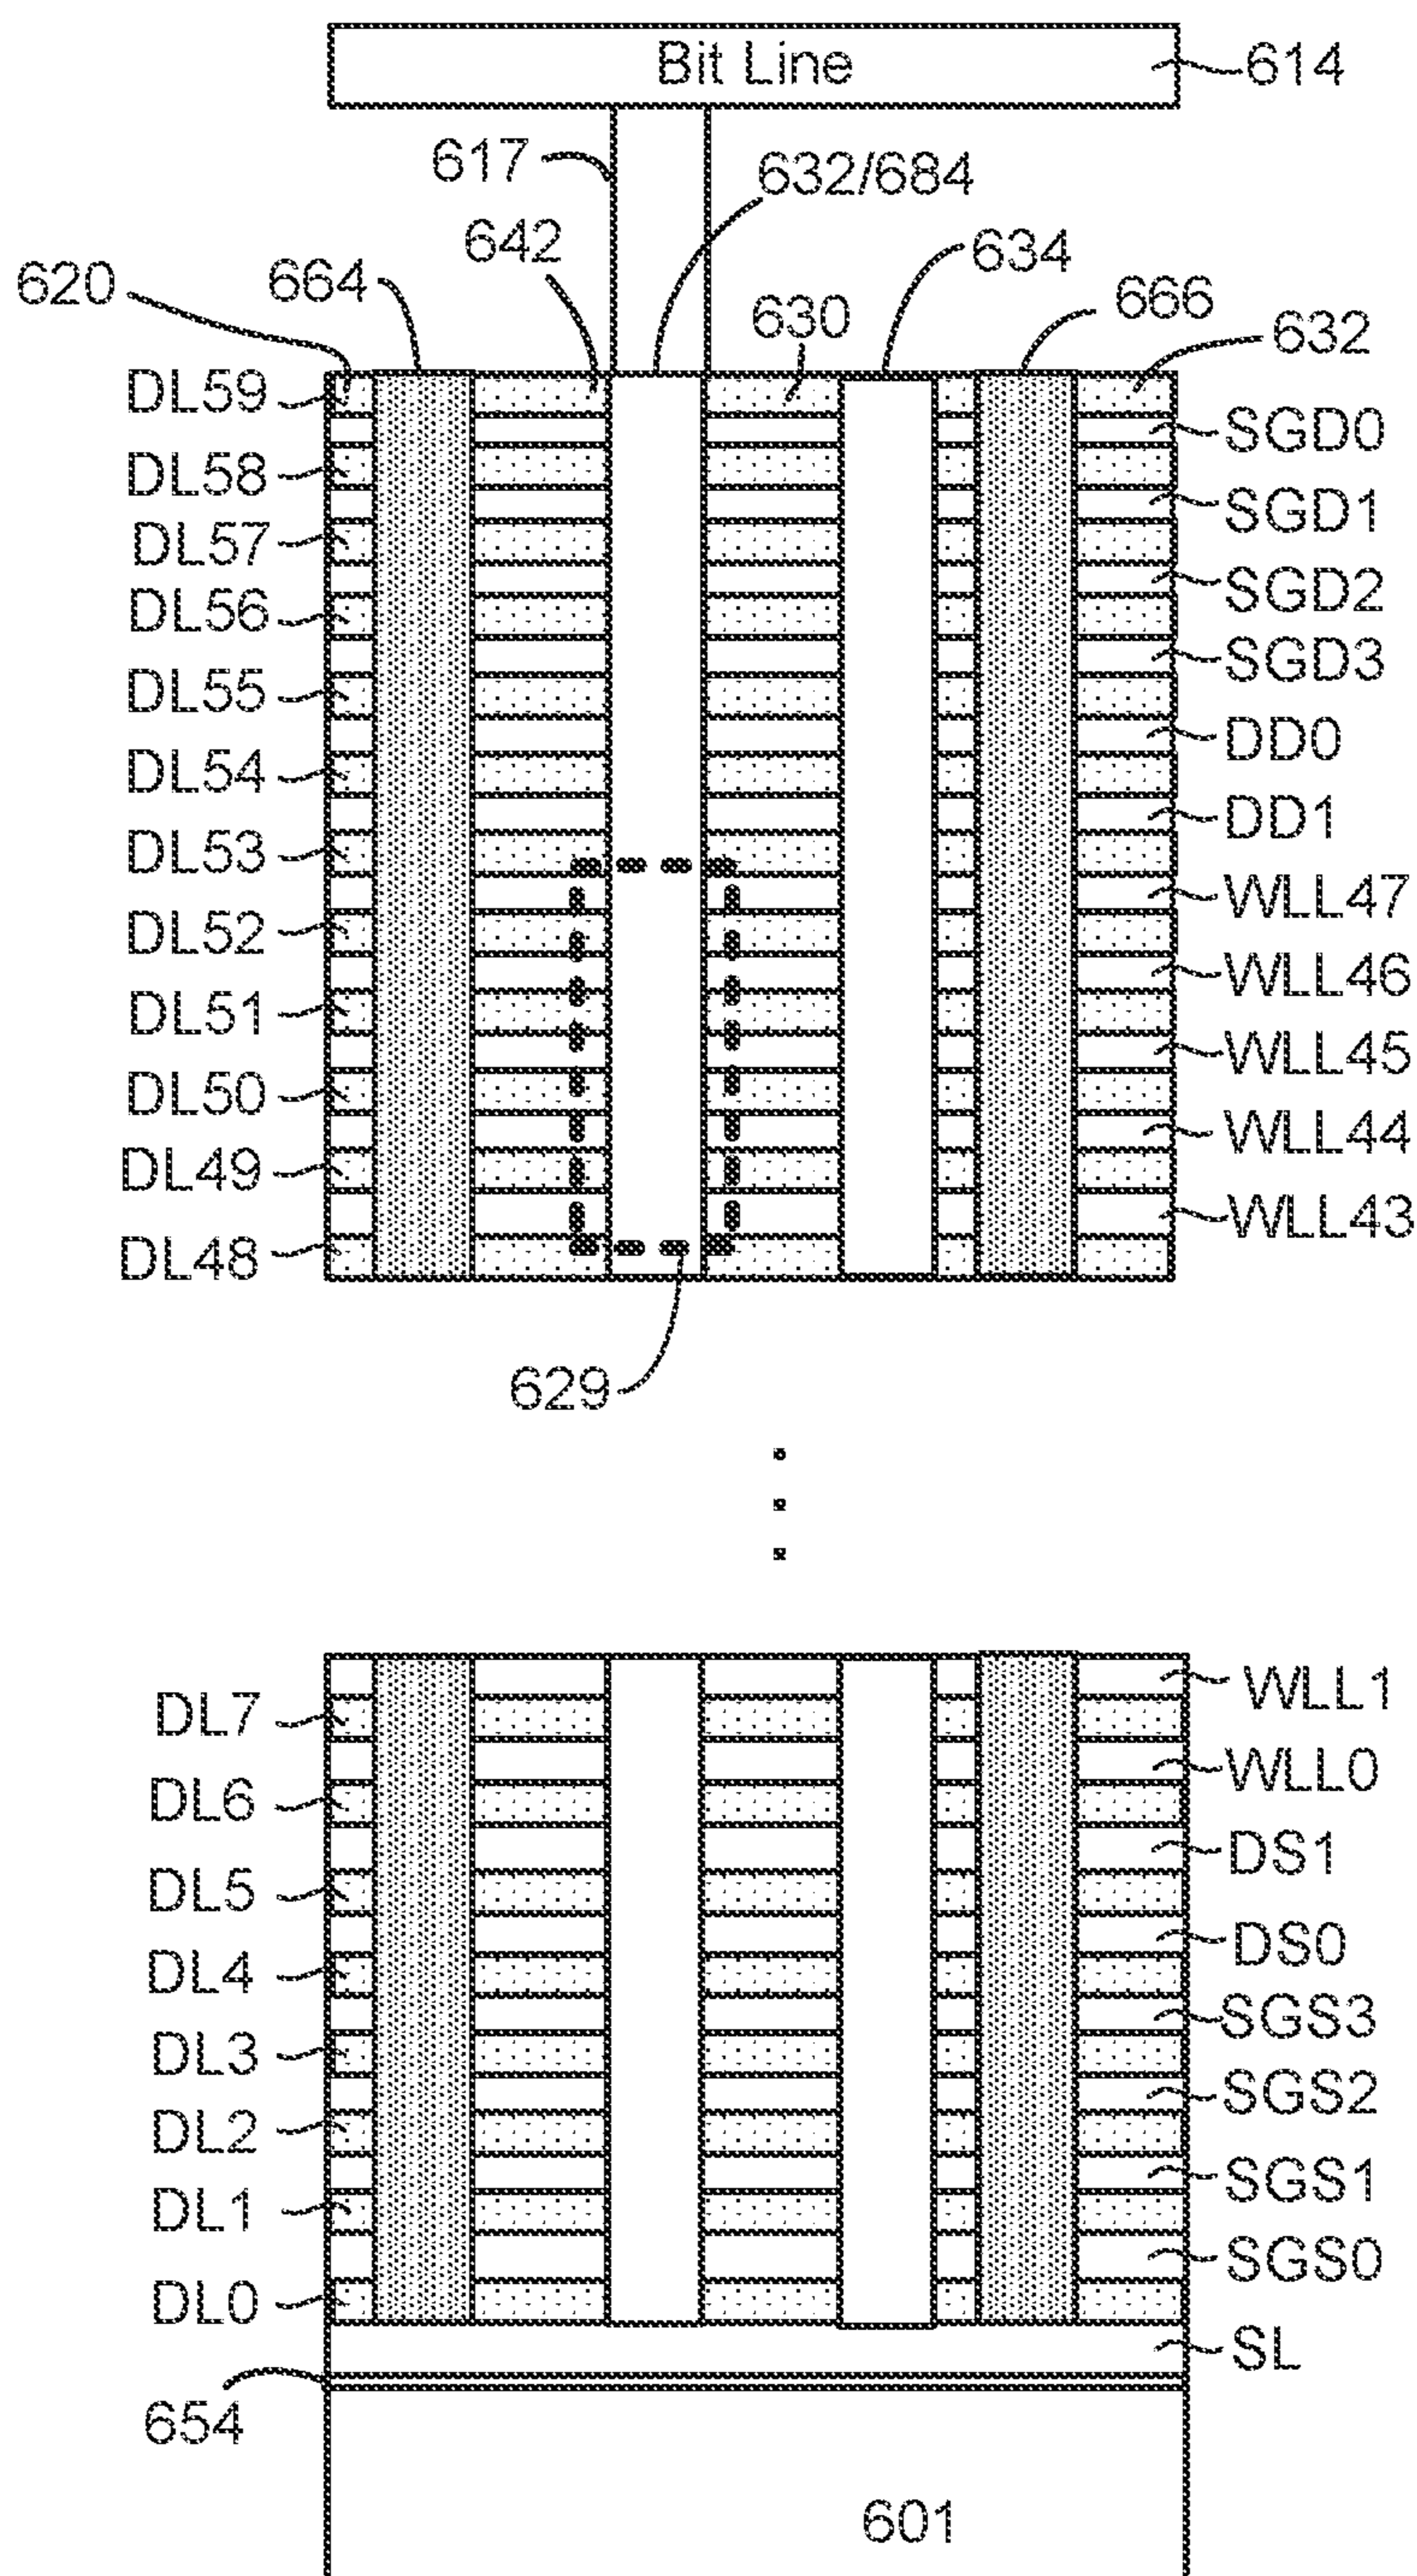 Bit Line
614
617
632/684
642
634
620
664
630
666
632
DL59
SGD0
DL58
SGD1
DL57
SGD2
DL56
SGD3
DL55
DD0
DL54
DD1
DL53
WLL47
DL52
WLL46
DL51
WLL45
DL50
WLL44
DL49
WLL43
DL48
629
WLL1
DL7
WLL0
DL6
DS1
DL5
DS0
DL4
SGS3
DL3
SGS2
DL2
SGS1
DL1
SGS0
DL0
SL
654
601